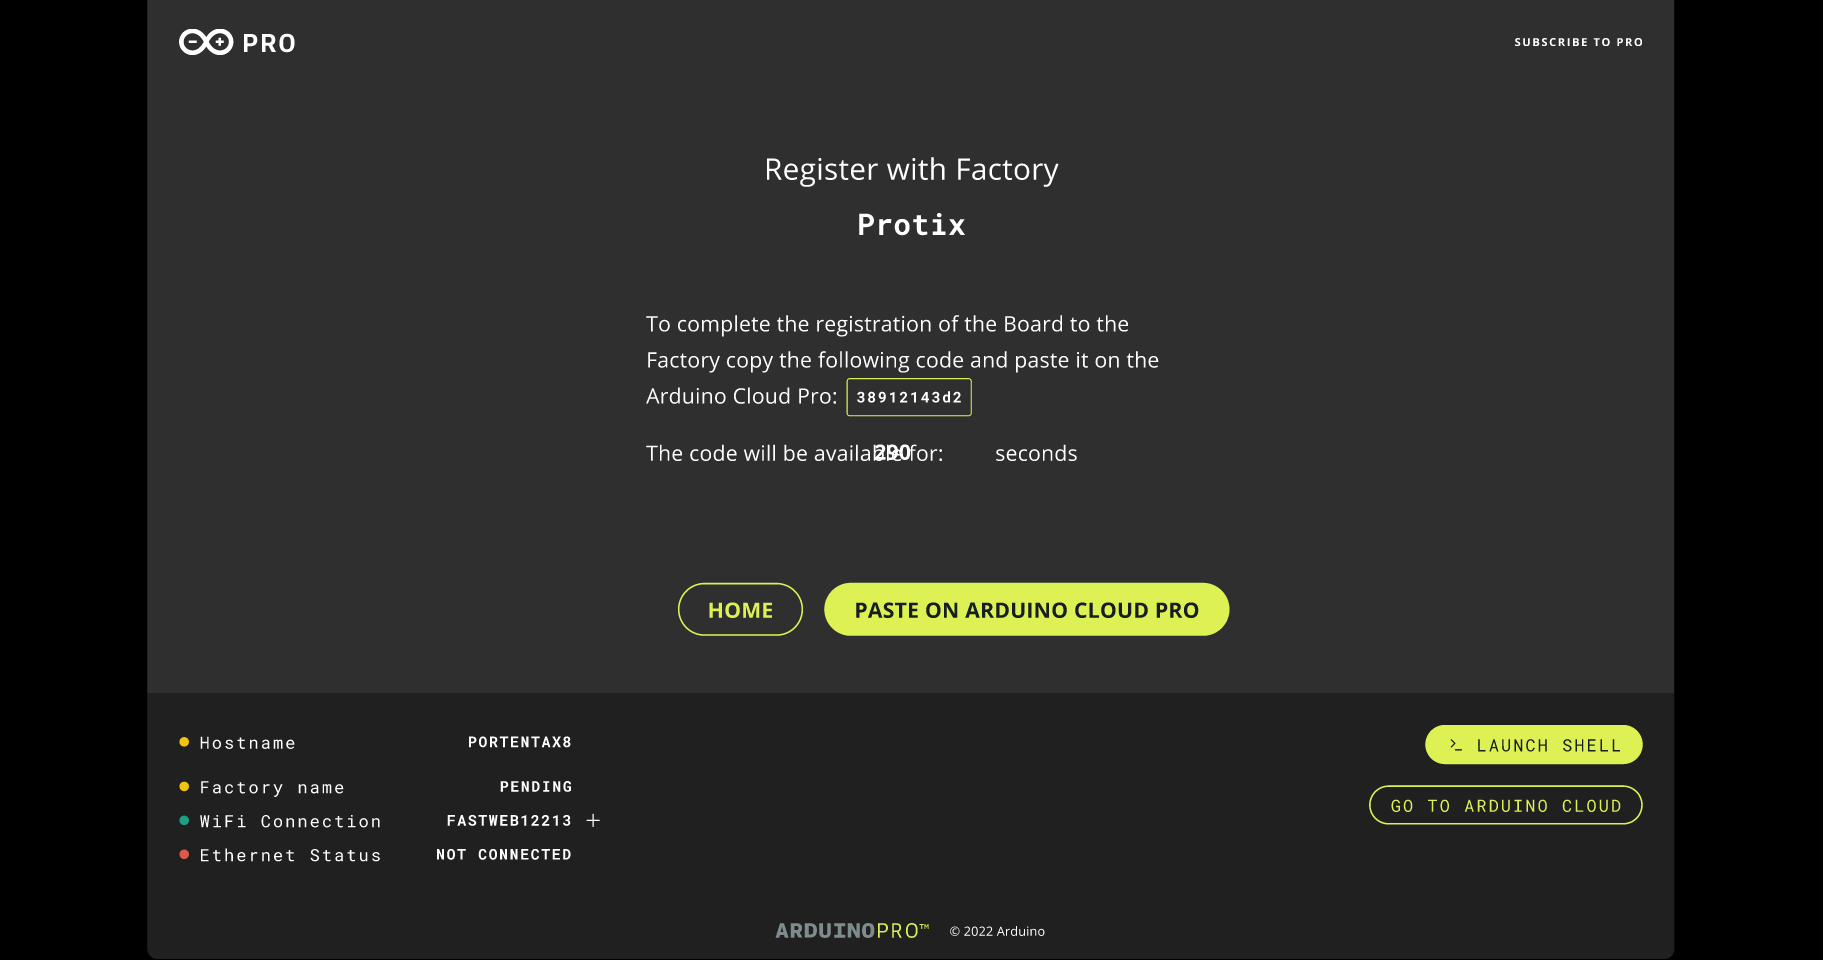 PRO
SUBSCRIBE TO PRO
Register with Factory
Protix
To complete the registration of the Board to the
Factory copy the following code and paste it on the
Arduino Cloud Pro: 38912143d2
The code will be available for: 290 seconds
HOME
PASTE ON ARDUINO CLOUD PRO
Hostname PORTENTAX8
Factory name PENDING
WiFi Connection FASTWEB12213 +
Ethernet Status NOT CONNECTED
>_ LAUNCH SHELL
GO TO ARDUINO CLOUD
ARDUINOPRO™ © 2022 Arduino